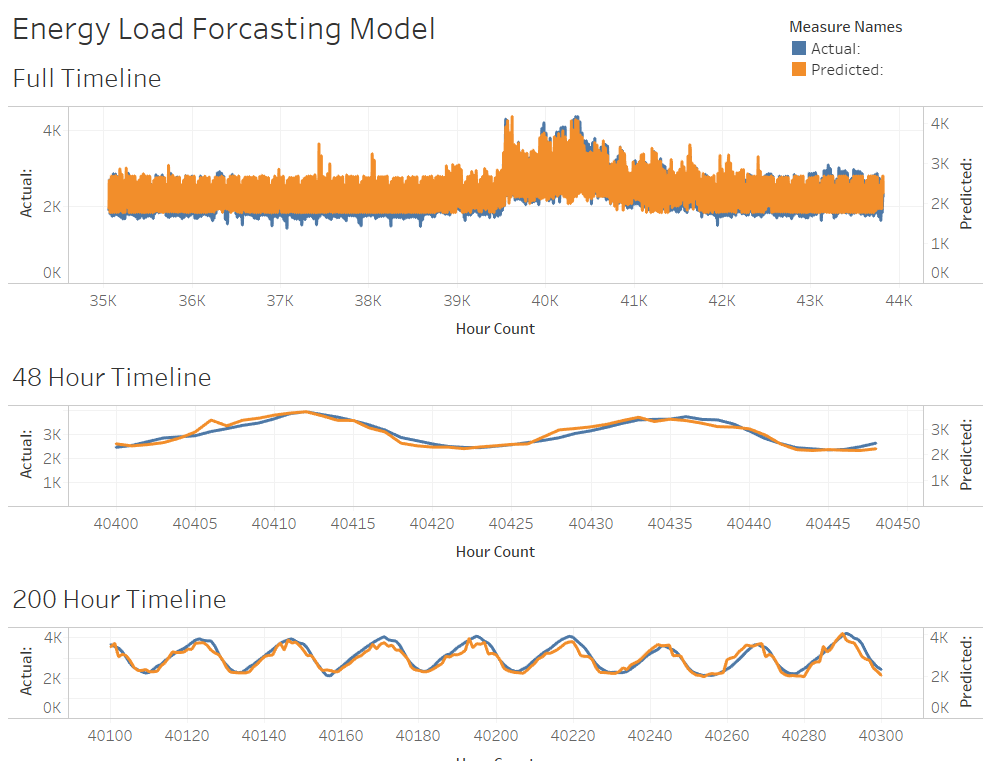 Energy Load Forcasting Model
Measure Names
Actual:
Predicted:
Full Timeline
4K
2K
0K
Actual:
4K
3K
2K
1K
0K
Predicted:
35K 36K 37K 38K 39K 40K 41K 42K 43K 44K
Hour Count
48 Hour Timeline
3K
2K
1K
Actual:
3K
2K
1K
Predicted:
40400 40405 40410 40415 40420 40425 40430 40435 40440 40445 40450
Hour Count
200 Hour Timeline
4K
2K
0K
Actual:
4K
2K
0K
Predicted:
40100 40120 40140 40160 40180 40200 40220 40240 40260 40280 40300